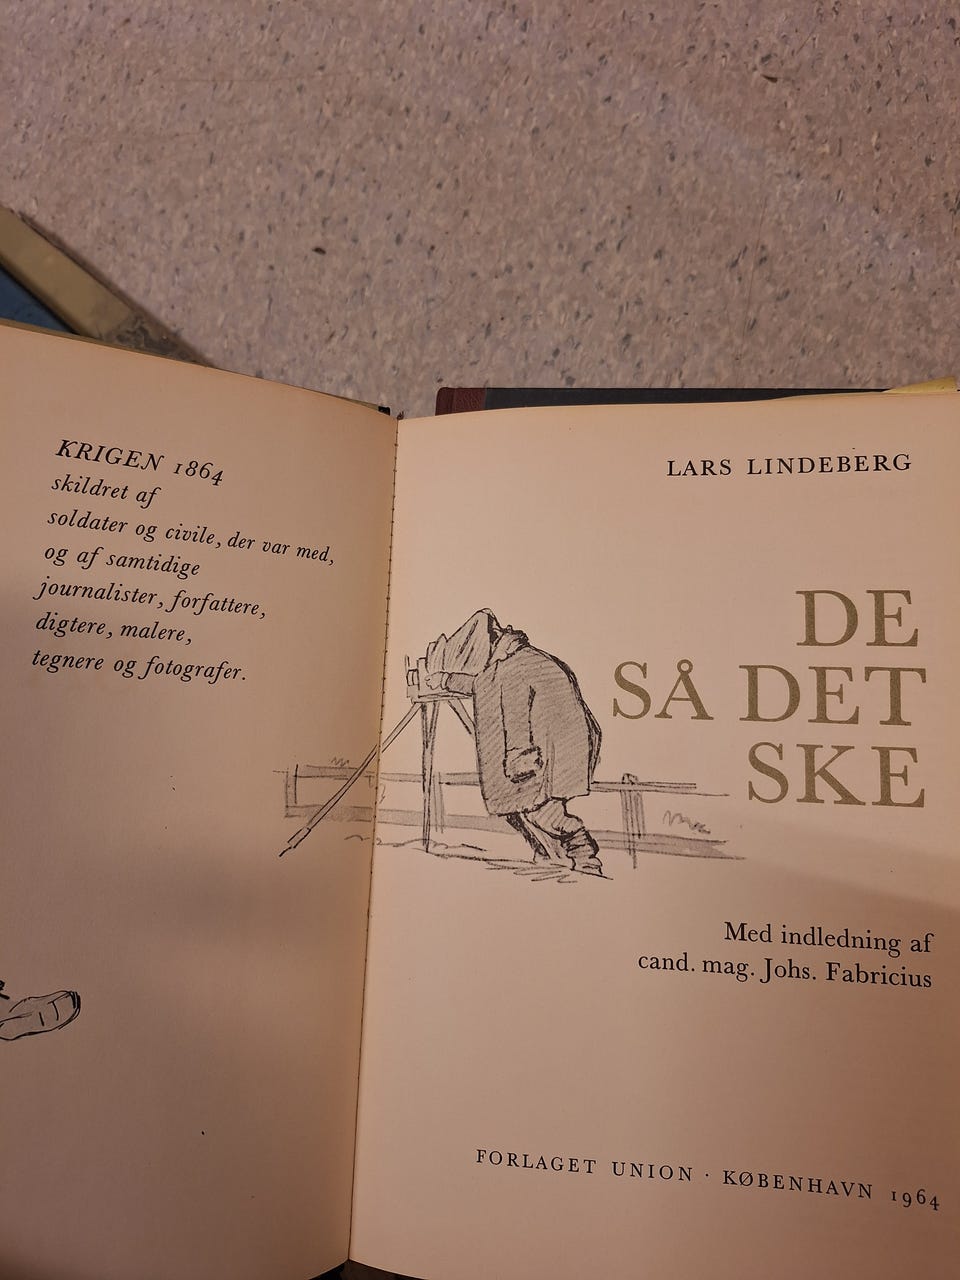 KRIGEN 1864
skildret af
soldater og civile, der var med,
og af samtidige
journalister, forfattere,
digtere, malere,
tegnere og fotografer.
LARS LINDEBERG
DE
SÅ DET
SKE
Med indledning af
cand. mag. Johs. Fabricius
FORLAGET UNION · KØBENHAVN 1964